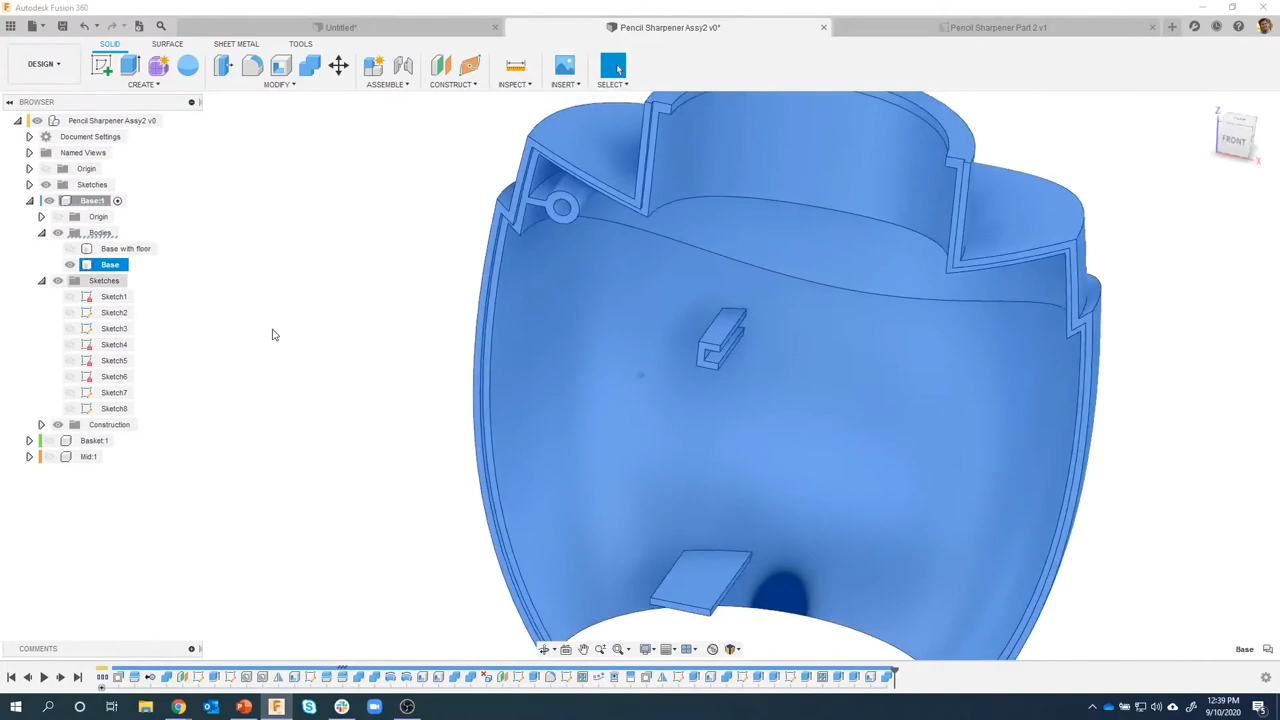 Autodesk Fusion 360
Untitled*
Pencil Sharpener Assy2 v0*
Pencil Sharpener Part 2 v1
SOLID
SURFACE
SHEET METAL
TOOLS
DESIGN
CREATE
MODIFY
ASSEMBLE
CONSTRUCT
INSPECT
INSERT
SELECT
BROWSER
Pencil Sharpener Assy2 v0
Document Settings
Named Views
Origin
Sketches
Base:1
Origin
Bodies
Base with floor
Base
Sketches
Sketch1
Sketch2
Sketch3
Sketch4
Sketch5
Sketch6
Sketch7
Sketch8
Construction
Basket:1
Mid:1
Z
FRONT
X
COMMENTS
Base
12:39 PM
9/10/2020